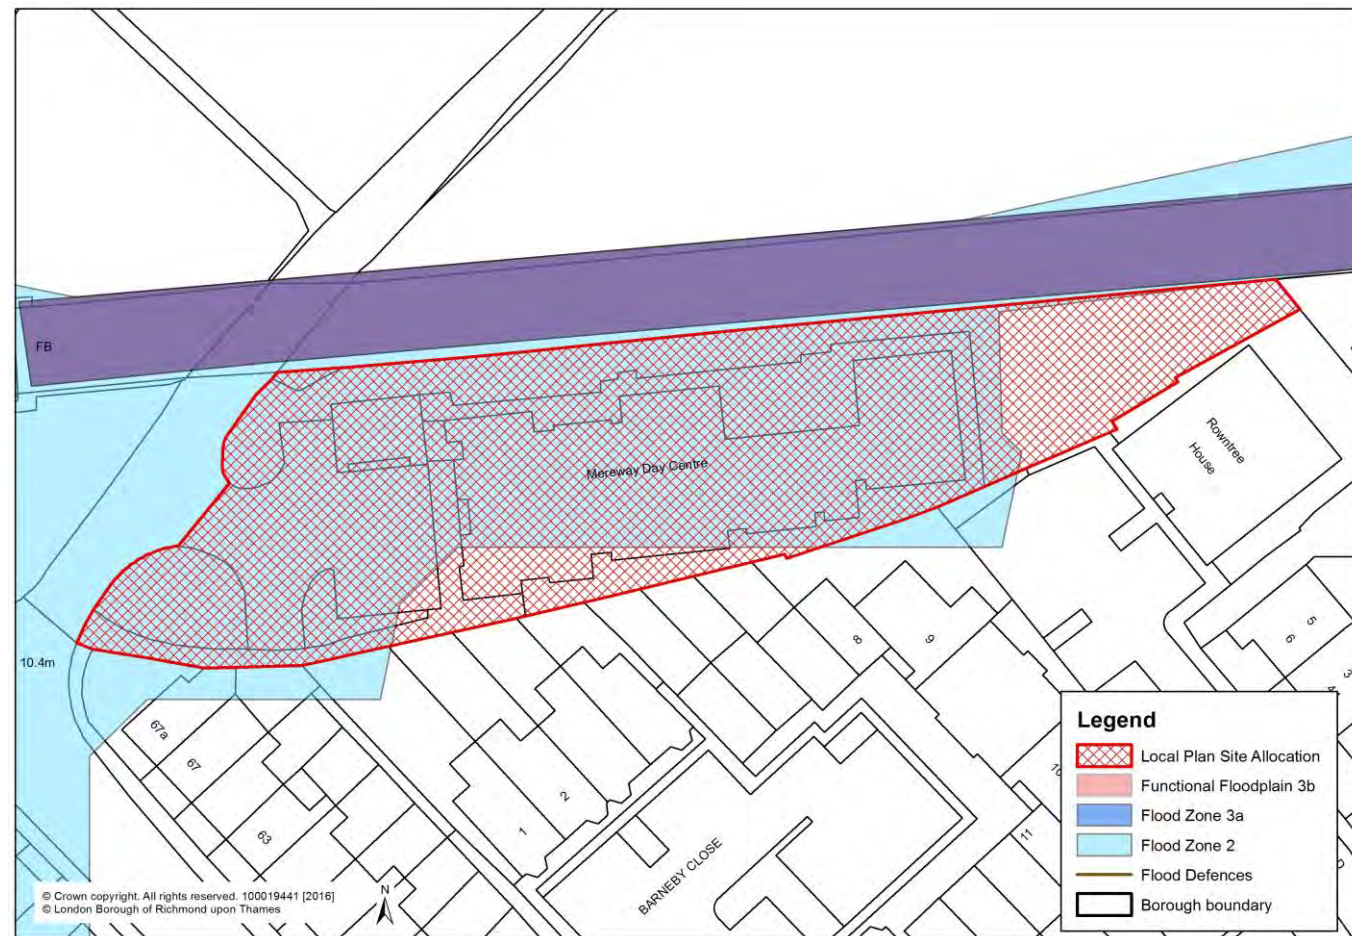 FB
Mereway Day Centre
Rowntree
House
10.4m
67a
67
63
1
2
8
9
5
6
3
11
BARNEBY CLOSE
Legend
Local Plan Site Allocation
Functional Floodplain 3b
Flood Zone 3a
Flood Zone 2
Flood Defences
Borough boundary
© Crown copyright. All rights reserved. 100019441 [2016]
© London Borough of Richmond upon Thames
N